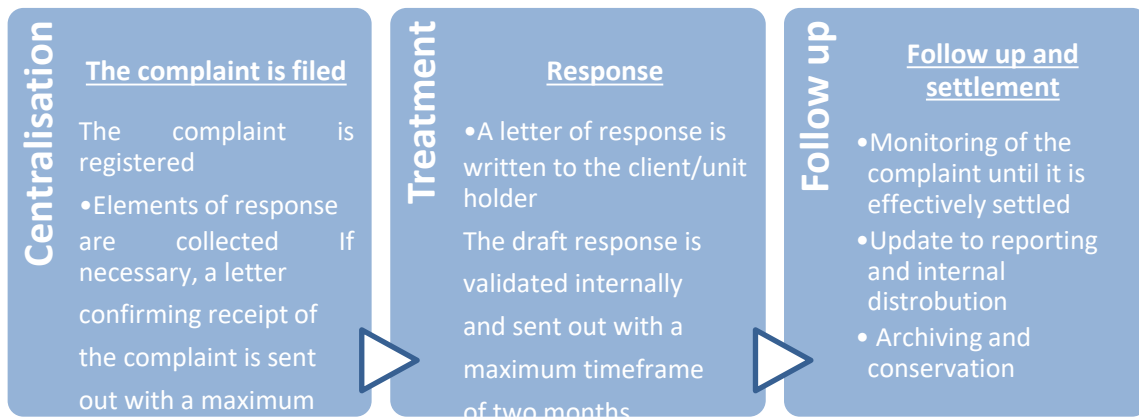 Centralisation
The complaint is filed
The complaint is
registered
•Elements of response
are collected If
necessary, a letter
confirming receipt of
the complaint is sent
out with a maximum
Treatment
Response
•A letter of response is
written to the client/unit
holder
The draft response is
validated internally
and sent out with a
maximum timeframe
of two months
Follow up
Follow up and
settlement
•Monitoring of the
complaint until it is
effectively settled
•Update to reporting
and internal
distrobution
• Archiving and
conservation